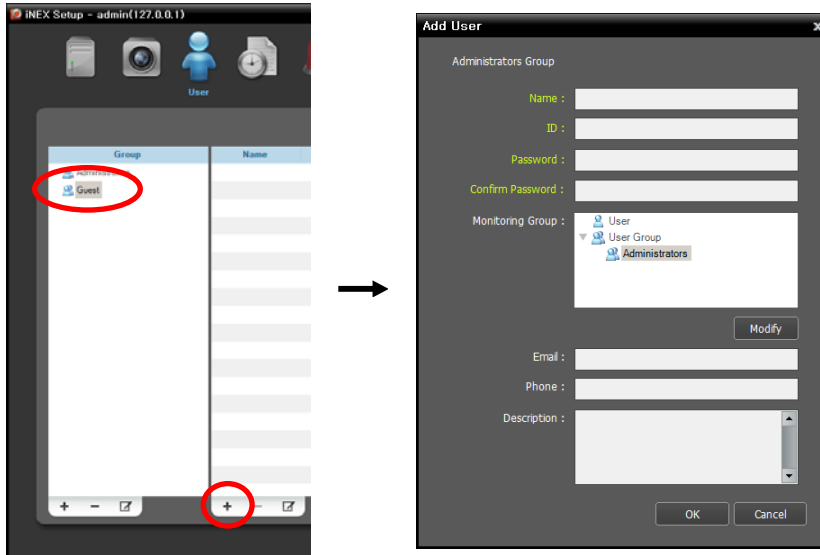 iNEX Setup - admin(127.0.0.1)
User
Group
Name
Administrators
Guest
+ -
+ -
Add User
x
Administrators Group
Name :
ID :
Password :
Confirm Password :
Monitoring Group :
User
User Group
Administrators
Modify
Email :
Phone :
Description :
OK
Cancel